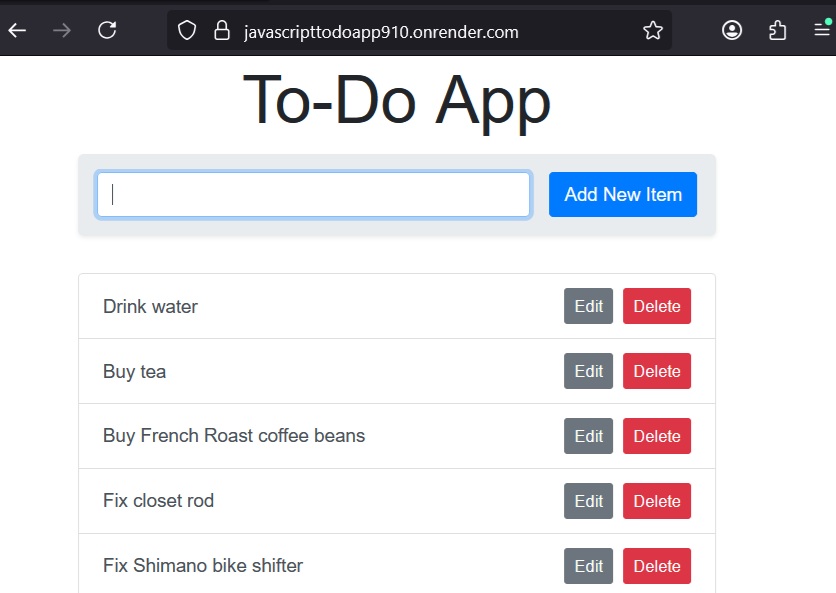 javascripttodoapp910.onrender.com
To-Do App
Add New Item
Drink water Edit Delete
Buy tea Edit Delete
Buy French Roast coffee beans Edit Delete
Fix closet rod Edit Delete
Fix Shimano bike shifter Edit Delete